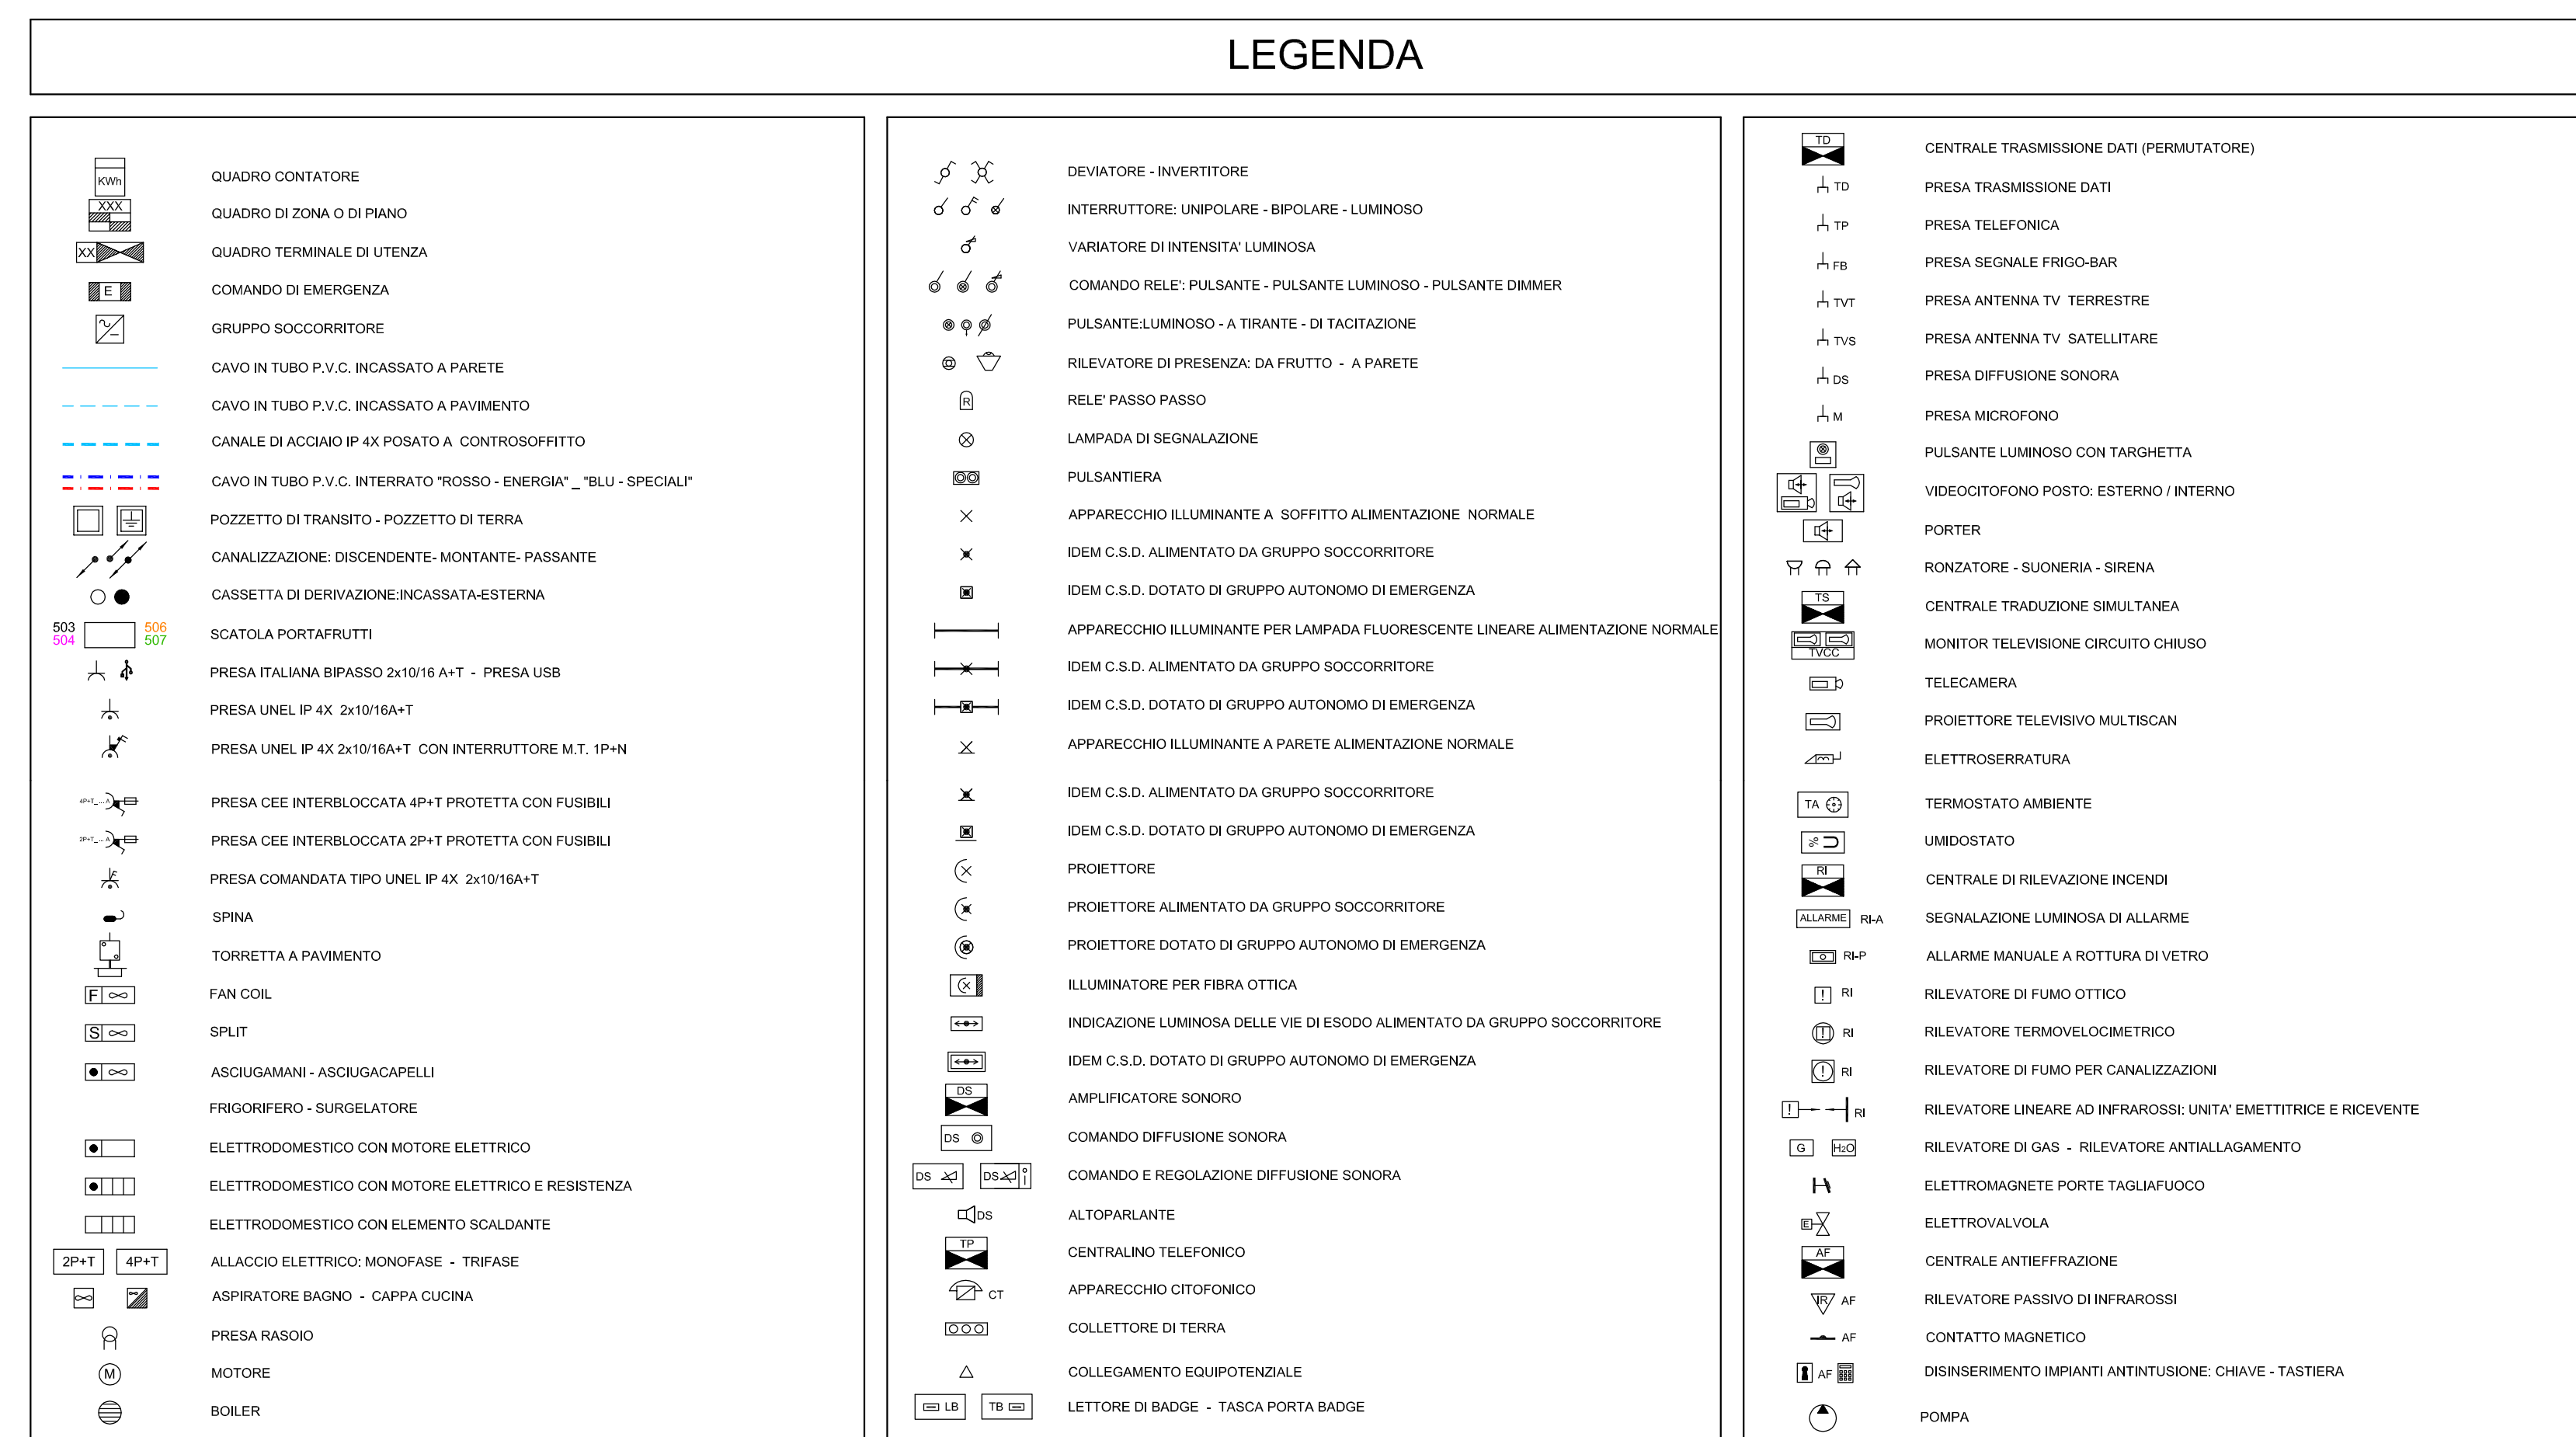 LEGENDA
KWh QUADRO CONTATORE
XXX QUADRO DI ZONA O DI PIANO
XX QUADRO TERMINALE DI UTENZA
E COMANDO DI EMERGENZA
GRUPPO SOCCORRITORE
CAVO IN TUBO P.V.C. INCASSATO A PARETE
CAVO IN TUBO P.V.C. INCASSATO A PAVIMENTO
CANALE DI ACCIAIO IP 4X POSATO A CONTROSOFFITTO
CAVO IN TUBO P.V.C. INTERRATO "ROSSO - ENERGIA" _ "BLU - SPECIALI"
POZZETTO DI TRANSITO - POZZETTO DI TERRA
CANALIZZAZIONE: DISCENDENTE- MONTANTE- PASSANTE
CASSETTA DI DERIVAZIONE:INCASSATA-ESTERNA
503 506
504 507
SCATOLA PORTAFRUTTI
PRESA ITALIANA BIPASSO 2x10/16 A+T - PRESA USB
PRESA UNEL IP 4X 2x10/16A+T
PRESA UNEL IP 4X 2x10/16A+T CON INTERRUTTORE M.T. 1P+N
4P+T_... A PRESA CEE INTERBLOCCATA 4P+T PROTETTA CON FUSIBILI
2P+T_... A PRESA CEE INTERBLOCCATA 2P+T PROTETTA CON FUSIBILI
PRESA COMANDATA TIPO UNEL IP 4X 2x10/16A+T
SPINA
TORRETTA A PAVIMENTO
F FAN COIL
S SPLIT
ASCIUGAMANI - ASCIUGACAPELLI
FRIGORIFERO - SURGELATORE
ELETTRODOMESTICO CON MOTORE ELETTRICO
ELETTRODOMESTICO CON MOTORE ELETTRICO E RESISTENZA
ELETTRODOMESTICO CON ELEMENTO SCALDANTE
2P+T 4P+T ALLACCIO ELETTRICO: MONOFASE - TRIFASE
ASPIRATORE BAGNO - CAPPA CUCINA
PRESA RASOIO
M MOTORE
BOILER
DEVIATORE - INVERTITORE
INTERRUTTORE: UNIPOLARE - BIPOLARE - LUMINOSO
VARIATORE DI INTENSITA' LUMINOSA
COMANDO RELE': PULSANTE - PULSANTE LUMINOSO - PULSANTE DIMMER
PULSANTE:LUMINOSO - A TIRANTE - DI TACITAZIONE
RILEVATORE DI PRESENZA: DA FRUTTO - A PARETE
R RELE' PASSO PASSO
LAMPADA DI SEGNALAZIONE
PULSANTIERA
APPARECCHIO ILLUMINANTE A SOFFITTO ALIMENTAZIONE NORMALE
IDEM C.S.D. ALIMENTATO DA GRUPPO SOCCORRITORE
IDEM C.S.D. DOTATO DI GRUPPO AUTONOMO DI EMERGENZA
APPARECCHIO ILLUMINANTE PER LAMPADA FLUORESCENTE LINEARE ALIMENTAZIONE NORMALE
IDEM C.S.D. ALIMENTATO DA GRUPPO SOCCORRITORE
IDEM C.S.D. DOTATO DI GRUPPO AUTONOMO DI EMERGENZA
APPARECCHIO ILLUMINANTE A PARETE ALIMENTAZIONE NORMALE
IDEM C.S.D. ALIMENTATO DA GRUPPO SOCCORRITORE
IDEM C.S.D. DOTATO DI GRUPPO AUTONOMO DI EMERGENZA
PROIETTORE
PROIETTORE ALIMENTATO DA GRUPPO SOCCORRITORE
PROIETTORE DOTATO DI GRUPPO AUTONOMO DI EMERGENZA
ILLUMINATORE PER FIBRA OTTICA
INDICAZIONE LUMINOSA DELLE VIE DI ESODO ALIMENTATO DA GRUPPO SOCCORRITORE
IDEM C.S.D. DOTATO DI GRUPPO AUTONOMO DI EMERGENZA
DS AMPLIFICATORE SONORO
DS COMANDO DIFFUSIONE SONORA
DS DS COMANDO E REGOLAZIONE DIFFUSIONE SONORA
DS ALTOPARLANTE
TP CENTRALINO TELEFONICO
CT APPARECCHIO CITOFONICO
COLLETTORE DI TERRA
COLLEGAMENTO EQUIPOTENZIALE
LB TB LETTORE DI BADGE - TASCA PORTA BADGE
TD CENTRALE TRASMISSIONE DATI (PERMUTATORE)
TD PRESA TRASMISSIONE DATI
TP PRESA TELEFONICA
FB PRESA SEGNALE FRIGO-BAR
TVT PRESA ANTENNA TV TERRESTRE
TVS PRESA ANTENNA TV SATELLITARE
DS PRESA DIFFUSIONE SONORA
M PRESA MICROFONO
PULSANTE LUMINOSO CON TARGHETTA
VIDEOCITOFONO POSTO: ESTERNO / INTERNO
PORTER
RONZATORE - SUONERIA - SIRENA
TS CENTRALE TRADUZIONE SIMULTANEA
TVCC MONITOR TELEVISIONE CIRCUITO CHIUSO
TELECAMERA
PROIETTORE TELEVISIVO MULTISCAN
ELETTROSERRATURA
TA TERMOSTATO AMBIENTE
% UMIDOSTATO
RI CENTRALE DI RILEVAZIONE INCENDI
ALLARME RI-A SEGNALAZIONE LUMINOSA DI ALLARME
RI-P ALLARME MANUALE A ROTTURA DI VETRO
! RI RILEVATORE DI FUMO OTTICO
! RI RILEVATORE TERMOVELOCIMETRICO
! RI RILEVATORE DI FUMO PER CANALIZZAZIONI
! RI RILEVATORE LINEARE AD INFRAROSSI: UNITA' EMETTITRICE E RICEVENTE
G H2O RILEVATORE DI GAS - RILEVATORE ANTIALLAGAMENTO
ELETTROMAGNETE PORTE TAGLIAFUOCO
E ELETTROVALVOLA
AF CENTRALE ANTIEFFRAZIONE
IR AF RILEVATORE PASSIVO DI INFRAROSSI
AF CONTATTO MAGNETICO
AF DISINSERIMENTO IMPIANTI ANTINTUSIONE: CHIAVE - TASTIERA
POMPA